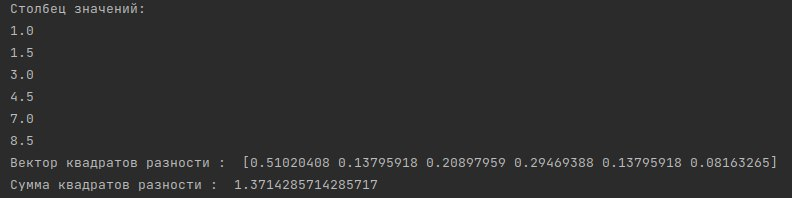 Столбец значений:
1.0
1.5
3.0
4.5
7.0
8.5
Вектор квадратов разности :  [0.51020408 0.13795918 0.20897959 0.29469388 0.13795918 0.08163265]
Сумма квадратов разности :  1.3714285714285717